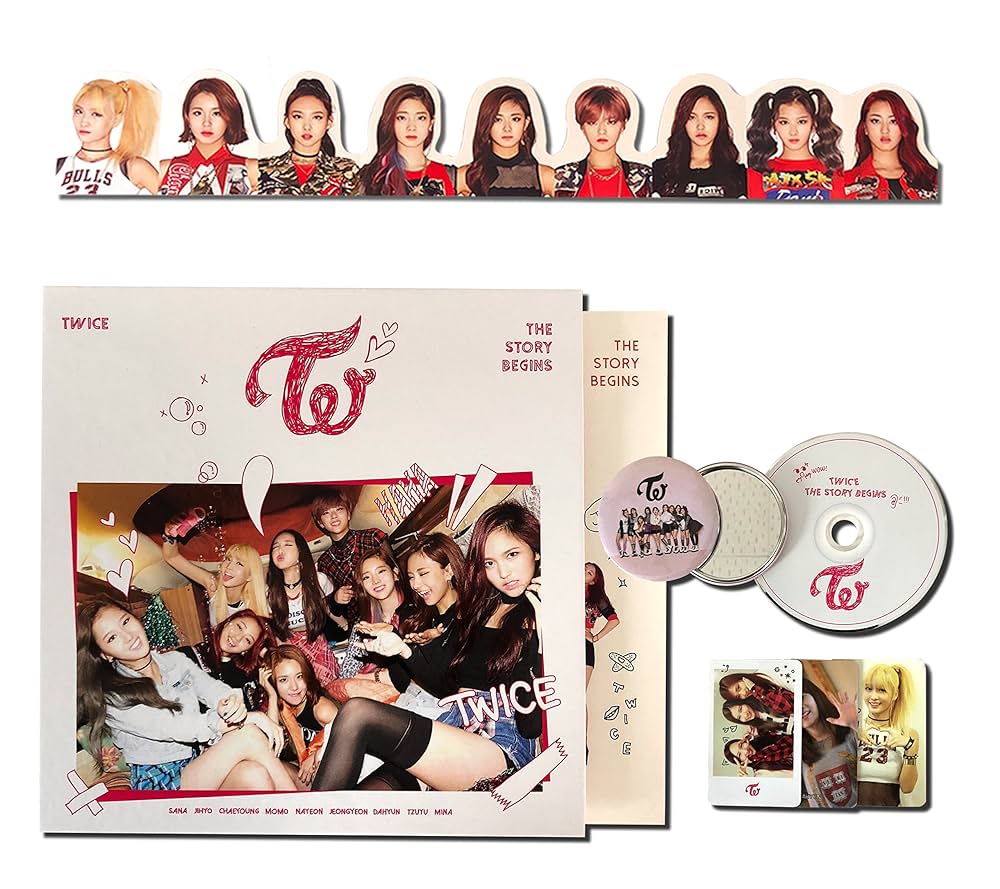 BULLS
23
TWICE
THE
STORY
BEGINS
THE
STORY
BEGINS
HAHA
TWICE
SANA JIHYO CHAEYOUNG MOMO NAYEON JEONGYEON DAHYUN TZUYU MINA
TWICE
WOW!
TWICE
THE STORY BEGINS
23